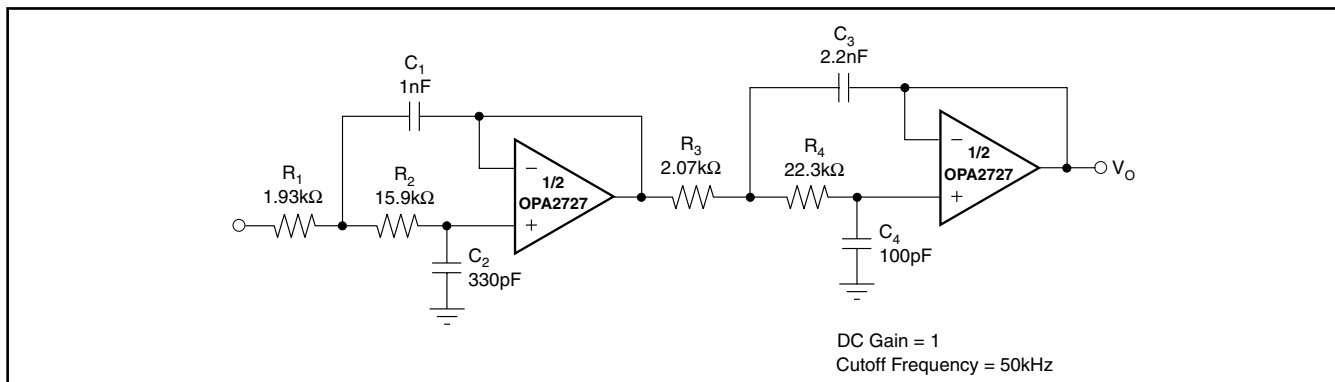 C1
1nF
R1
1.93kΩ
R2
15.9kΩ
−
+
1/2
OPA2727
C2
330pF
R3
2.07kΩ
C3
2.2nF
R4
22.3kΩ
−
+
1/2
OPA2727
VO
C4
100pF
DC Gain = 1
Cutoff Frequency = 50kHz